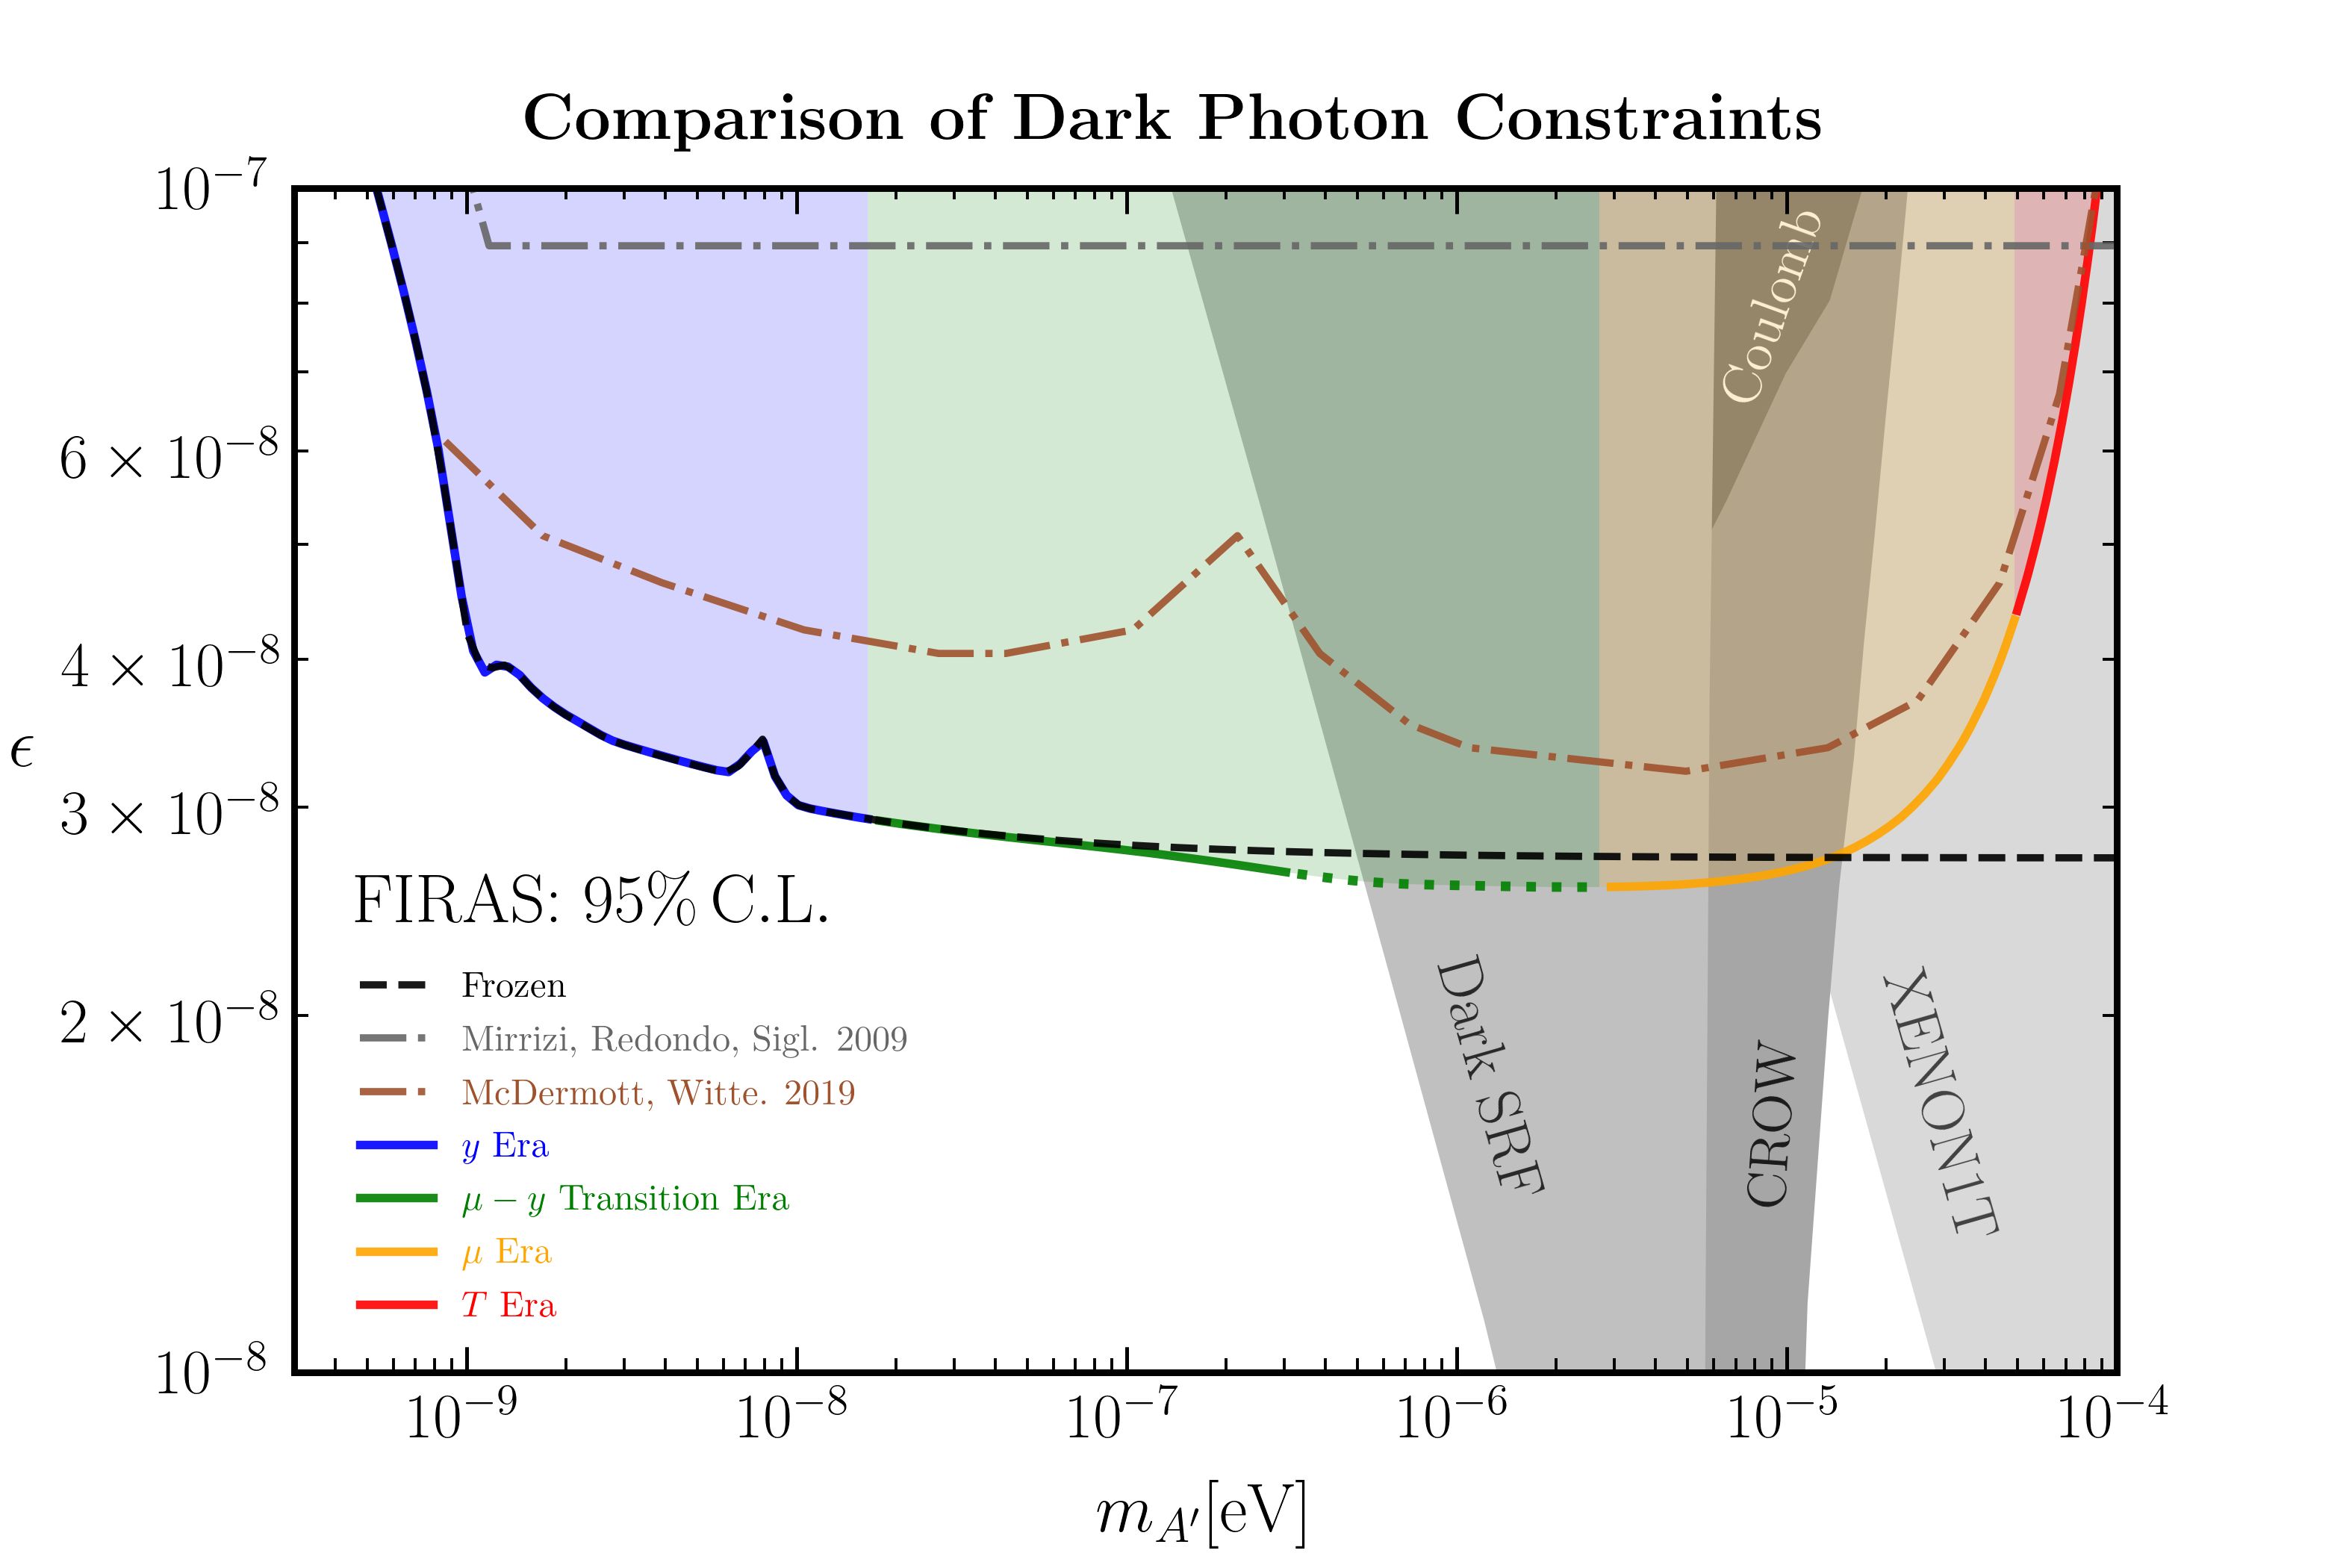 Comparison of Dark Photon Constraints
10⁻⁷
6 × 10⁻⁸
4 × 10⁻⁸
3 × 10⁻⁸
2 × 10⁻⁸
10⁻⁸
ϵ
Coulomb
Dark SRF
CROW
XENON1T
FIRAS: 95% C.L.
Frozen
Mirrizi, Redondo, Sigl. 2009
McDermott, Witte. 2019
y Era
μ − y Transition Era
μ Era
T Era
10⁻⁹ 10⁻⁸ 10⁻⁷ 10⁻⁶ 10⁻⁵ 10⁻⁴
m_A′[eV]